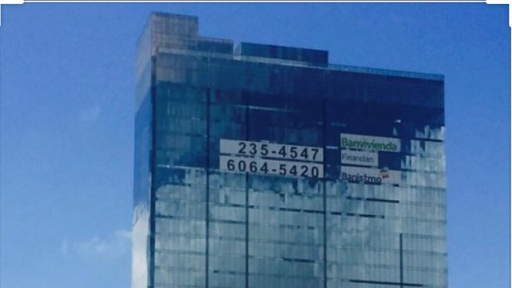 235-4547
6064-5420
Banvivienda
Financian
Banistmo